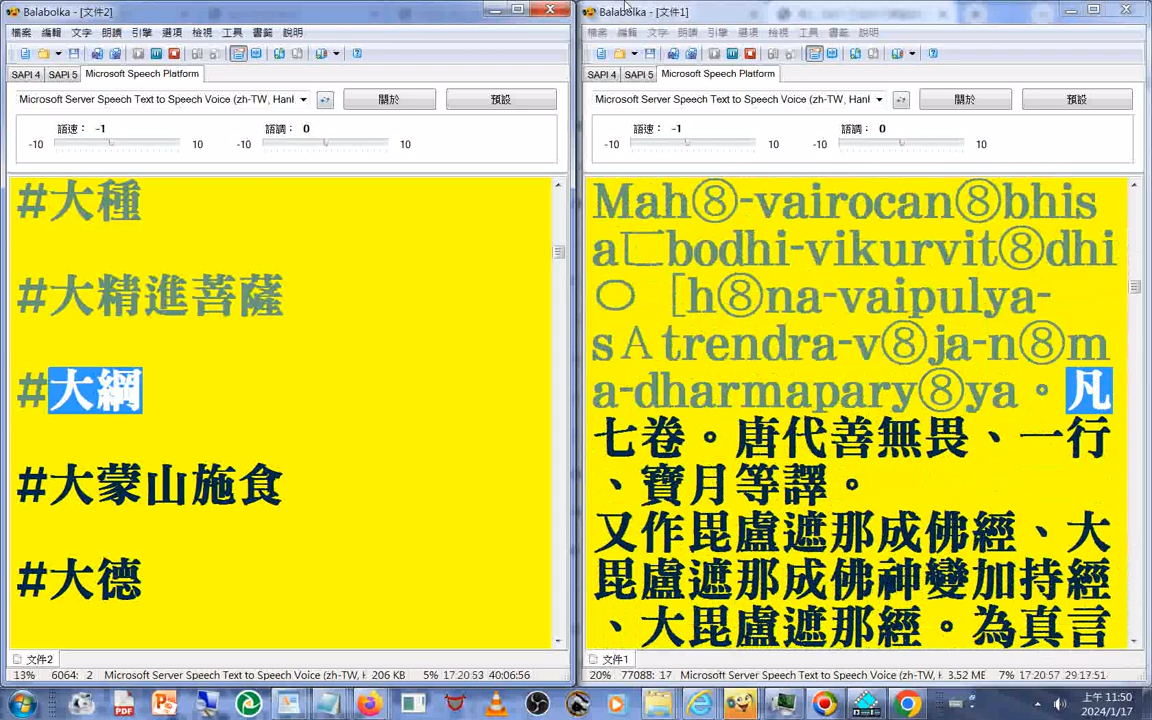 Balabolka - [文件2]
檔案 編輯 文字 朗讀 引擎 選項 檢視 工具 書籤 說明
SAPI 4 SAPI 5 Microsoft Speech Platform
Microsoft Server Speech Text to Speech Voice (zh-TW, Hanl
關於 預設
語速： -1 語調： 0
-10 10 -10 10
#大種
#大精進菩薩
#大綱
#大蒙山施食
#大德
文件2
13% 6064: 2 Microsoft Server Speech Text to Speech Voice (zh-TW, H 206 KB 5% 17:20:53 40:06:56
Balabolka - [文件1]
檔案 編輯 文字 朗讀 引擎 選項 檢視 工具 書籤 說明
SAPI 4 SAPI 5 Microsoft Speech Platform
Microsoft Server Speech Text to Speech Voice (zh-TW, Hanl
關於 預設
語速： -1 語調： 0
-10 10 -10 10
Mah⑧-vairocan⑧bhis
a匚bodhi-vikurvit⑧dhi
○ [h⑧na-vaipulya-
sＡtrendra-v⑧ja-n⑧m
a-dharmapary⑧ya。凡
七卷。唐代善無畏、一行
、寶月等譯。
又作毘盧遮那成佛經、大
毘盧遮那成佛神變加持經
、大毘盧遮那經。為真言
文件1
20% 77088: 17 Microsoft Server Speech Text to Speech Voice (zh-TW, H 3.52 ME 7% 17:20:57 29:17:51
上午 11:50
2024/1/17